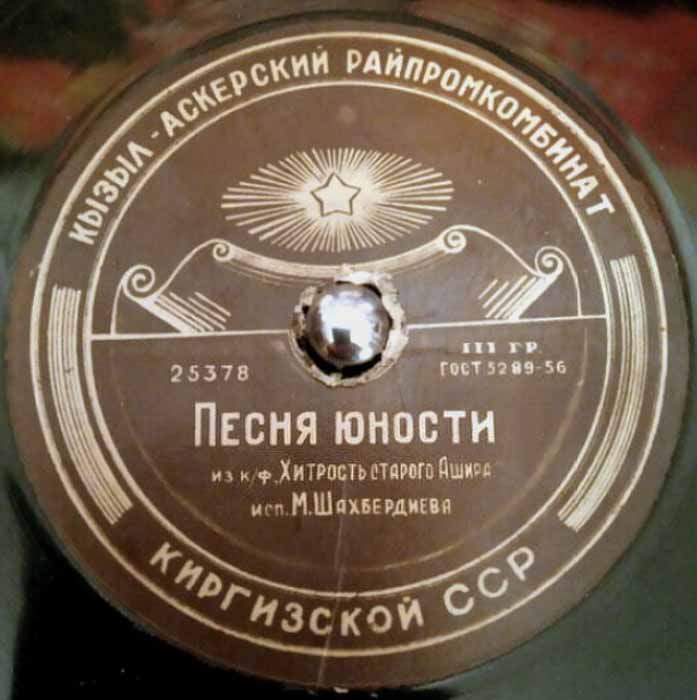 КЫЗЫЛ-АСКЕРСКИЙ РАЙПРОМКОМБИНАТ
25378
III ГР.
ГОСТ 5289-56
ПЕСНЯ ЮНОСТИ
ИЗ К/Ф „ХИТРОСТЬ СТАРОГО АШИРА
ИСП. М. ШАХБЕРДИЕВА
КИРГИЗСКОЙ ССР